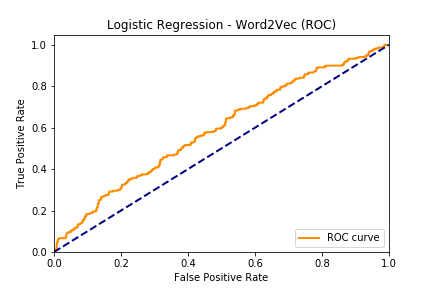 Logistic Regression - Word2Vec (ROC)
1.0
0.8
0.6
0.4
0.2
0.0
True Positive Rate
ROC curve
0.0 0.2 0.4 0.6 0.8 1.0
False Positive Rate